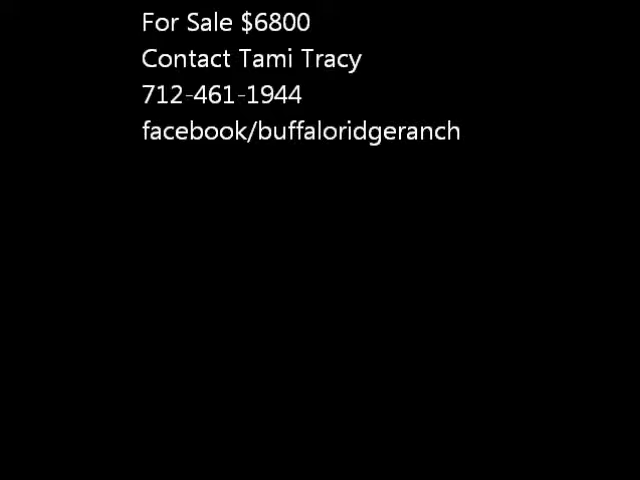 For Sale $6800
Contact Tami Tracy
712-461-1944
facebook/buffaloridgeranch